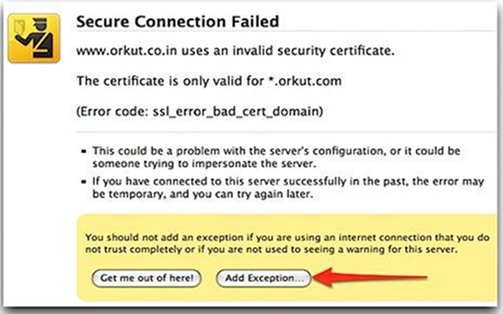 Secure Connection Failed
www.orkut.co.in uses an invalid security certificate.
The certificate is only valid for *.orkut.com
(Error code: ssl_error_bad_cert_domain)
▪ This could be a problem with the server's configuration, or it could be
someone trying to impersonate the server.
▪ If you have connected to this server successfully in the past, the error may
be temporary, and you can try again later.
You should not add an exception if you are using an internet connection that you do
not trust completely or if you are not used to seeing a warning for this server.
Get me out of here! Add Exception...